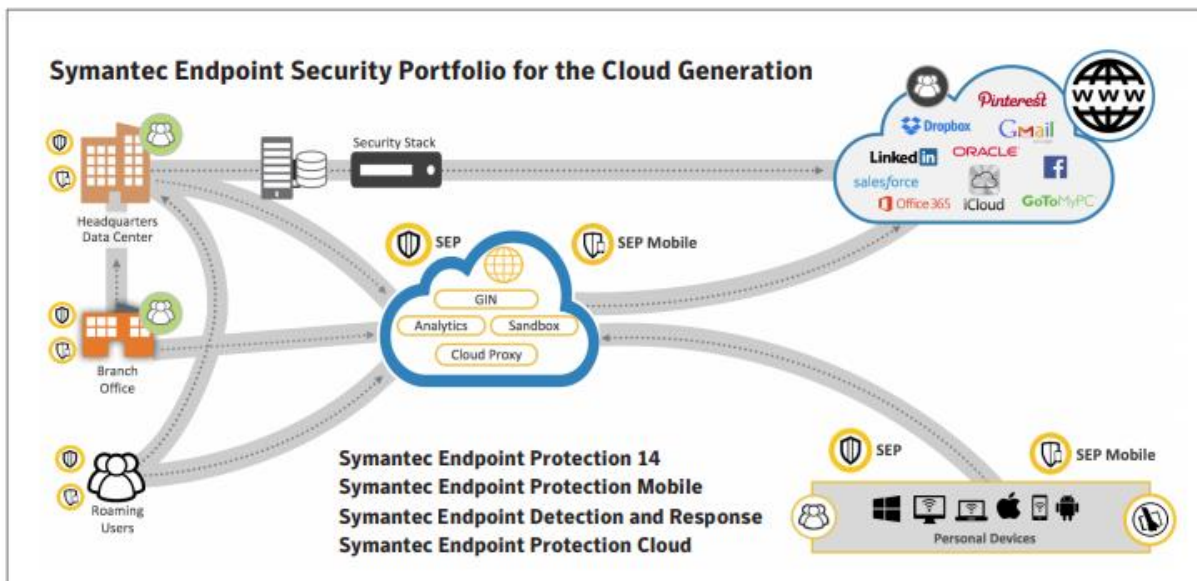 Symantec Endpoint Security Portfolio for the Cloud Generation
Security Stack
Headquarters
Data Center
Branch
Office
Roaming
Users
SEP
SEP Mobile
GIN
Analytics
Sandbox
Cloud Proxy
Pinterest
Dropbox
GMail
LinkedIn
ORACLE
f
salesforce
Office 365
iCloud
GoToMyPC
WWW
Symantec Endpoint Protection 14
Symantec Endpoint Protection Mobile
Symantec Endpoint Detection and Response
Symantec Endpoint Protection Cloud
SEP
SEP Mobile
Personal Devices